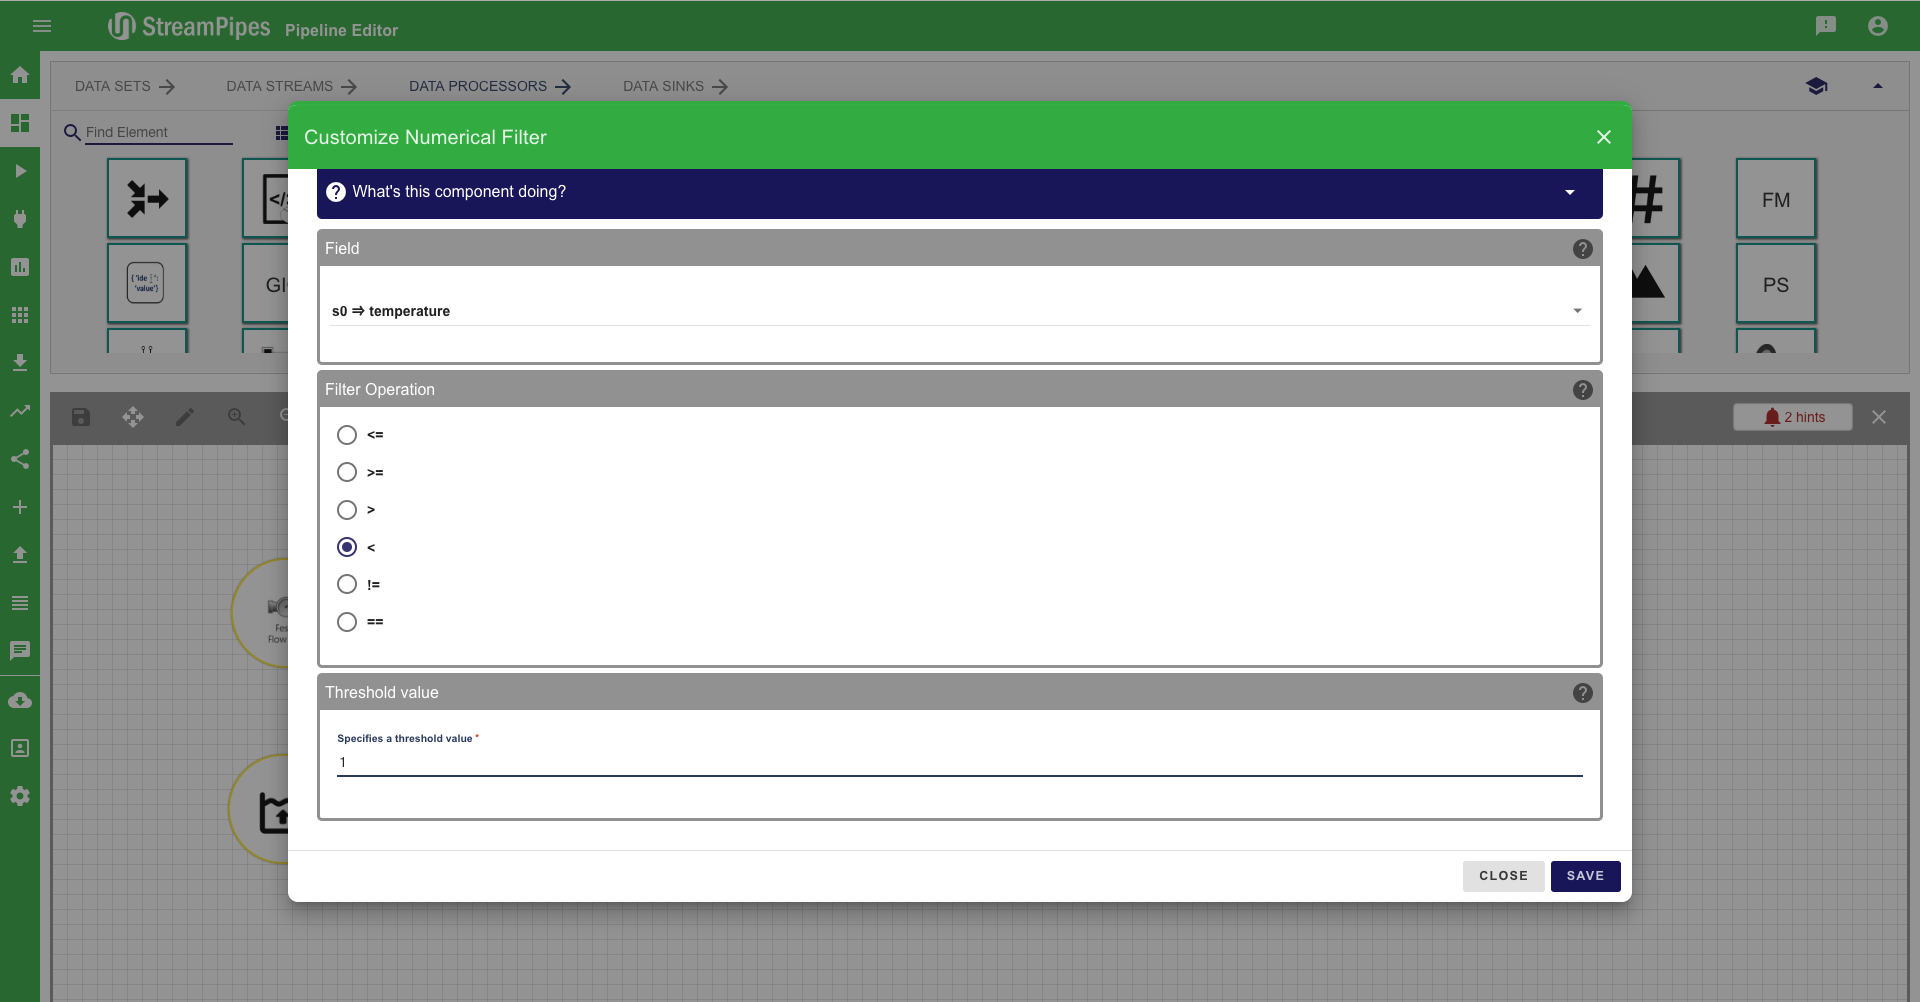 StreamPipes Pipeline Editor
DATA SETS DATA STREAMS DATA PROCESSORS DATA SINKS
Find Element
Customize Numerical Filter
What's this component doing?
FM
PS
Field
s0 => temperature
Filter Operation
<=
>=
>
<
!=
==
2 hints
Threshold value
Specifies a threshold value *
1
CLOSE SAVE